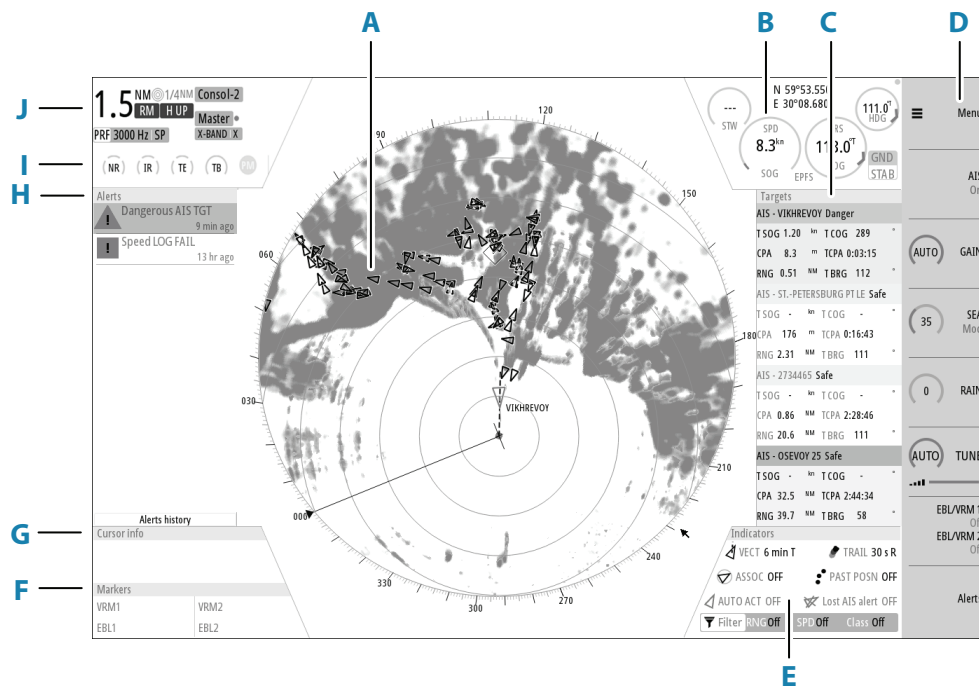 A
B
C
D
J
I
H
G
F
E
1.5 NM 1/4NM Consol-2
RM H UP
Master
PRF 3000 Hz SP X-BAND X
NR IR TE TB PM
Alerts
Dangerous AIS TGT
9 min ago
Speed LOG FAIL
13 hr ago
Alerts history
Cursor info
Markers
VRM1 VRM2
EBL1 EBL2
000
030
060
90
120
150
180
210
240
270
300
330
VIKHREVOY
N 59°53.55
E 30°08.680
---
STW
SPD
8.3 kn
SOG
EPFS
111.0 °T
HDG
GND
STAB
Targets
AIS - VIKHREVOY Danger
T SOG 1.20 kn T COG 289 °
CPA 8.3 m TCPA 0:03:15
RNG 0.51 NM T BRG 112 °
AIS - ST.-PETERSBURG PT LE Safe
T SOG - kn T COG - °
CPA 176 m TCPA 0:16:43
RNG 2.31 NM T BRG 111 °
AIS - 2734465 Safe
T SOG - kn T COG - °
CPA 0.86 NM TCPA 2:28:46
RNG 20.6 NM T BRG 111 °
AIS - OSEVOY 25 Safe
T SOG - kn T COG - °
CPA 32.5 NM TCPA 2:44:34
RNG 39.7 NM T BRG 58 °
Indicators
VECT 6 min T TRAIL 30 s R
ASSOC OFF PAST POSN OFF
AUTO ACT OFF Lost AIS alert OFF
Filter RNG Off SPD Off Class Off
Menu
AUTO
35
0 RAIN
AUTO TUNE
EBL/VRM 1
EBL/VRM 2